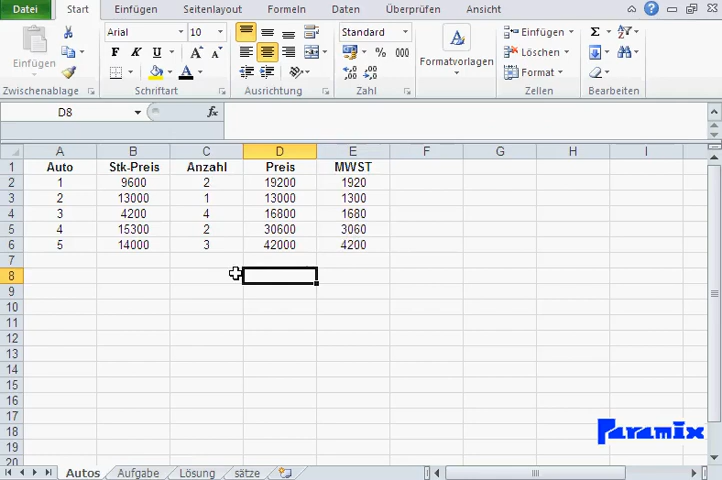 Datei Start Einfügen Seitenlayout Formeln Daten Überprüfen Ansicht
Arial 10 Standard Einfügen Σ
Einfügen F K U A A % 000 Formatvorlagen Löschen
A Format
Zwischenablage Schriftart Ausrichtung Zahl Zellen Bearbeiten
D8 fx
A B C D E F G H I
1 Auto Stk-Preis Anzahl Preis MWST
2 1 9600 2 19200 1920
3 2 13000 1 13000 1300
4 3 4200 4 16800 1680
5 4 15300 2 30600 3060
6 5 14000 3 42000 4200
7
8
9
10
11
12
13
14
15
16
17
18
19
20
Paramix
Autos Aufgabe Lösung sätze